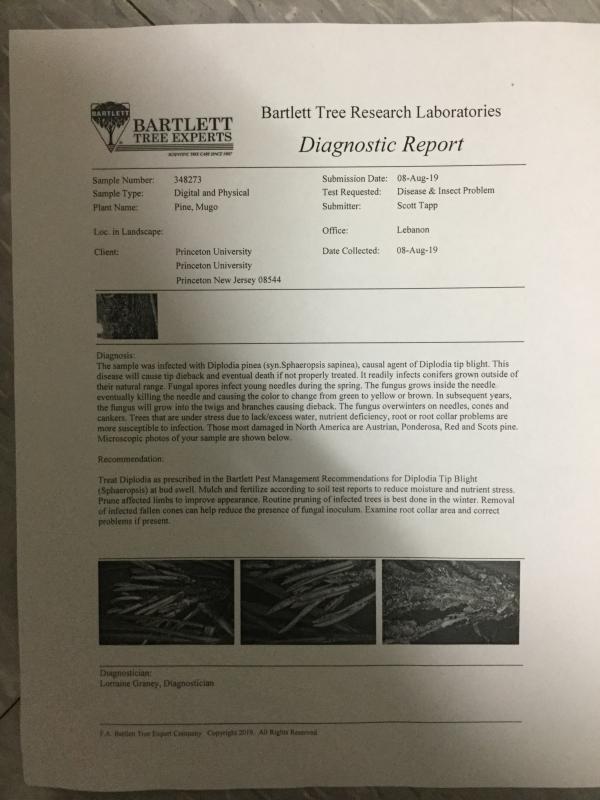 Bartlett Tree Research Laboratories
Diagnostic Report
BARTLETT
BARTLETT
TREE EXPERTS
SCIENTIFIC TREE CARE SINCE 1907
Sample Number: 348273
Submission Date: 08-Aug-19
Sample Type: Digital and Physical
Test Requested: Disease & Insect Problem
Plant Name: Pine, Mugo
Submitter: Scott Tapp
Loc. in Landscape:
Office: Lebanon
Client: Princeton University
Date Collected: 08-Aug-19
Princeton University
Princeton New Jersey 08544
Diagnosis:
The sample was infected with Diplodia pinea (syn.Sphaeropsis sapinea), causal agent of Diplodia tip blight. This
disease will cause tip dieback and eventual death if not properly treated. It readily infects conifers grown outside of
their natural range. Fungal spores infect young needles during the spring. The fungus grows inside the needle
eventually killing the needle and causing the color to change from green to yellow or brown. In subsequent years,
the fungus will grow into the twigs and branches causing dieback. The fungus overwinters on needles, cones and
cankers. Trees that are under stress due to lack/excess water, nutrient deficiency, root or root collar problems are
more susceptible to infection. Those most damaged in North America are Austrian, Ponderosa, Red and Scots pine.
Microscopic photos of your sample are shown below.
Recommendation:
Treat Diplodia as prescribed in the Bartlett Pest Management Recommendations for Diplodia Tip Blight
(Sphaeropsis) at bud swell. Mulch and fertilize according to soil test reports to reduce moisture and nutrient stress.
Prune affected limbs to improve appearance. Routine pruning of infected trees is best done in the winter. Removal
of infected fallen cones can help reduce the presence of fungal inoculum. Examine root collar area and correct
problems if present.
Diagnostician:
Lorraine Graney, Diagnostician
F.A. Bartlett Tree Expert Company Copyright 2019. All Rights Reserved